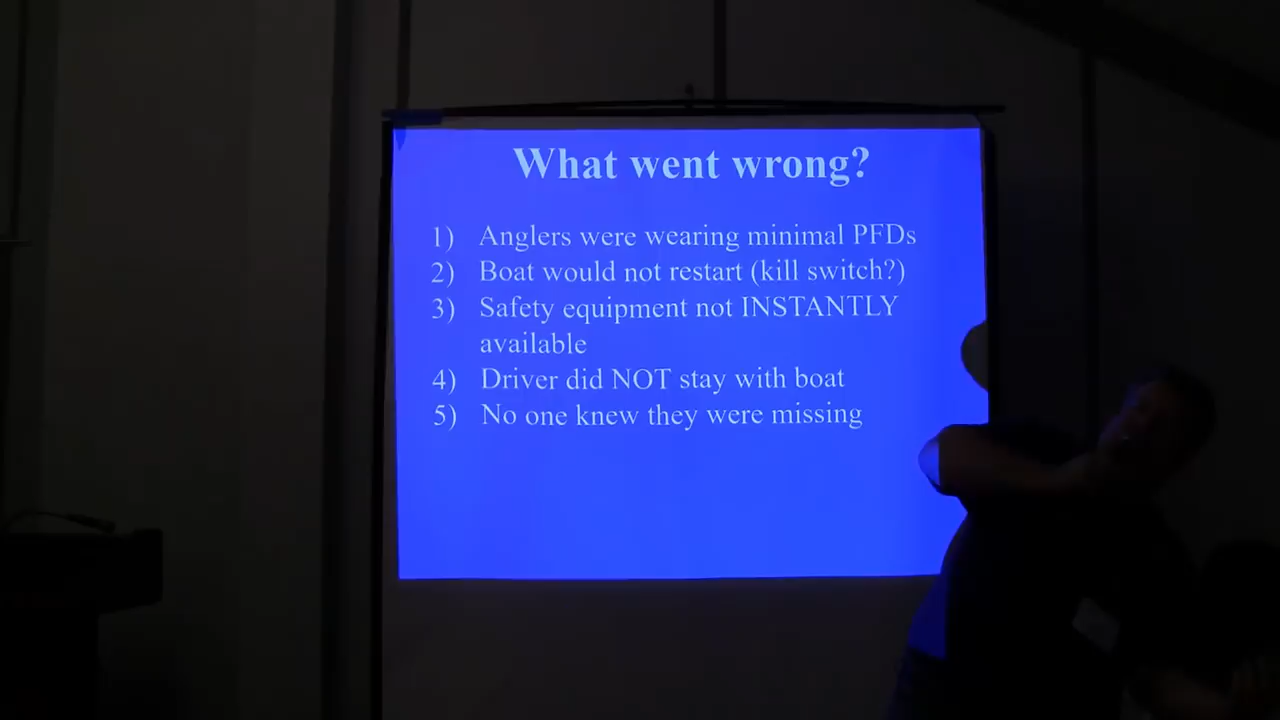 What went wrong?
1) Anglers were wearing minimal PFDs
2) Boat would not restart (kill switch?)
3) Safety equipment not INSTANTLY
available
4) Driver did NOT stay with boat
5) No one knew they were missing